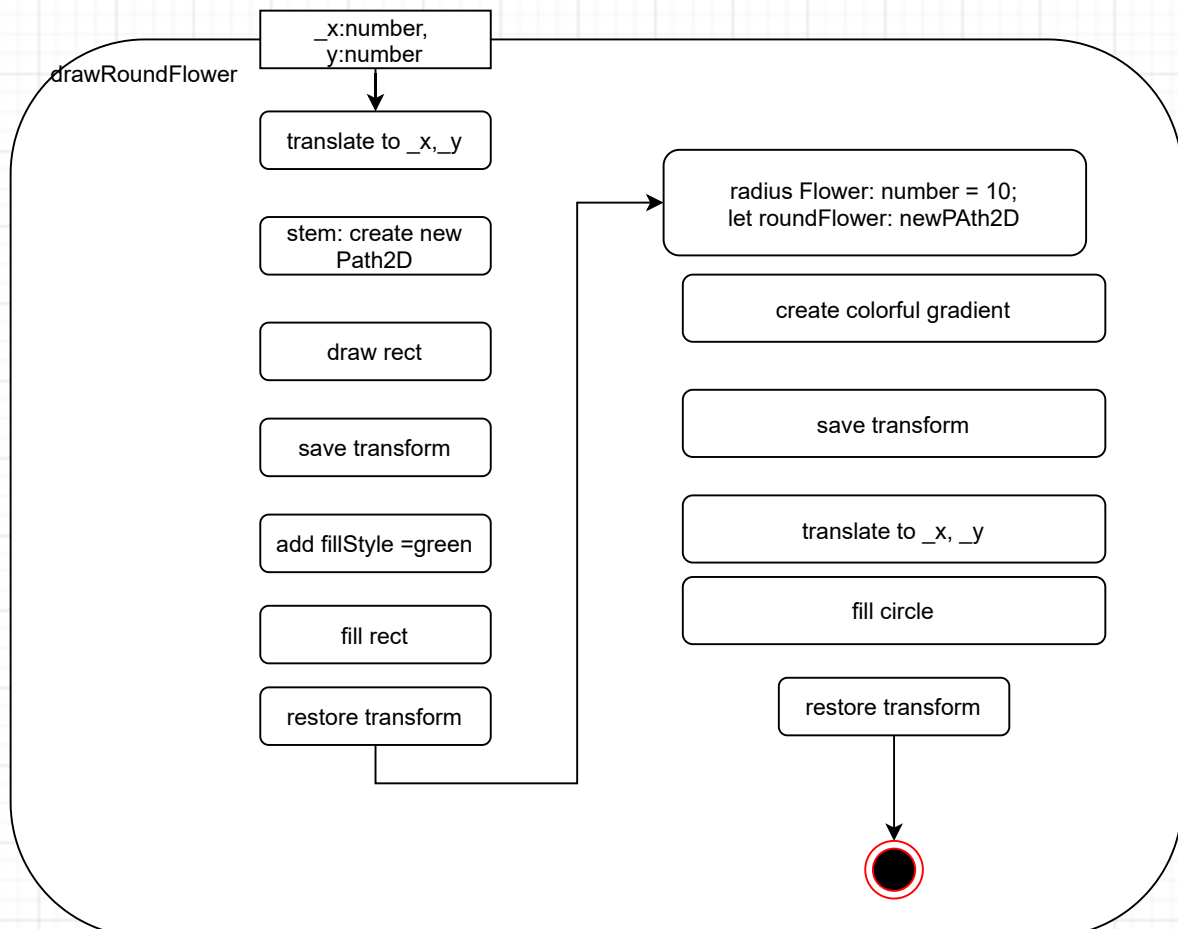 _x:number,
y:number
drawRoundFlower
translate to _x,_y
stem: create new
Path2D
draw rect
save transform
add fillStyle =green
fill rect
restore transform
radius Flower: number = 10;
let roundFlower: newPAth2D
create colorful gradient
save transform
translate to _x, _y
fill circle
restore transform